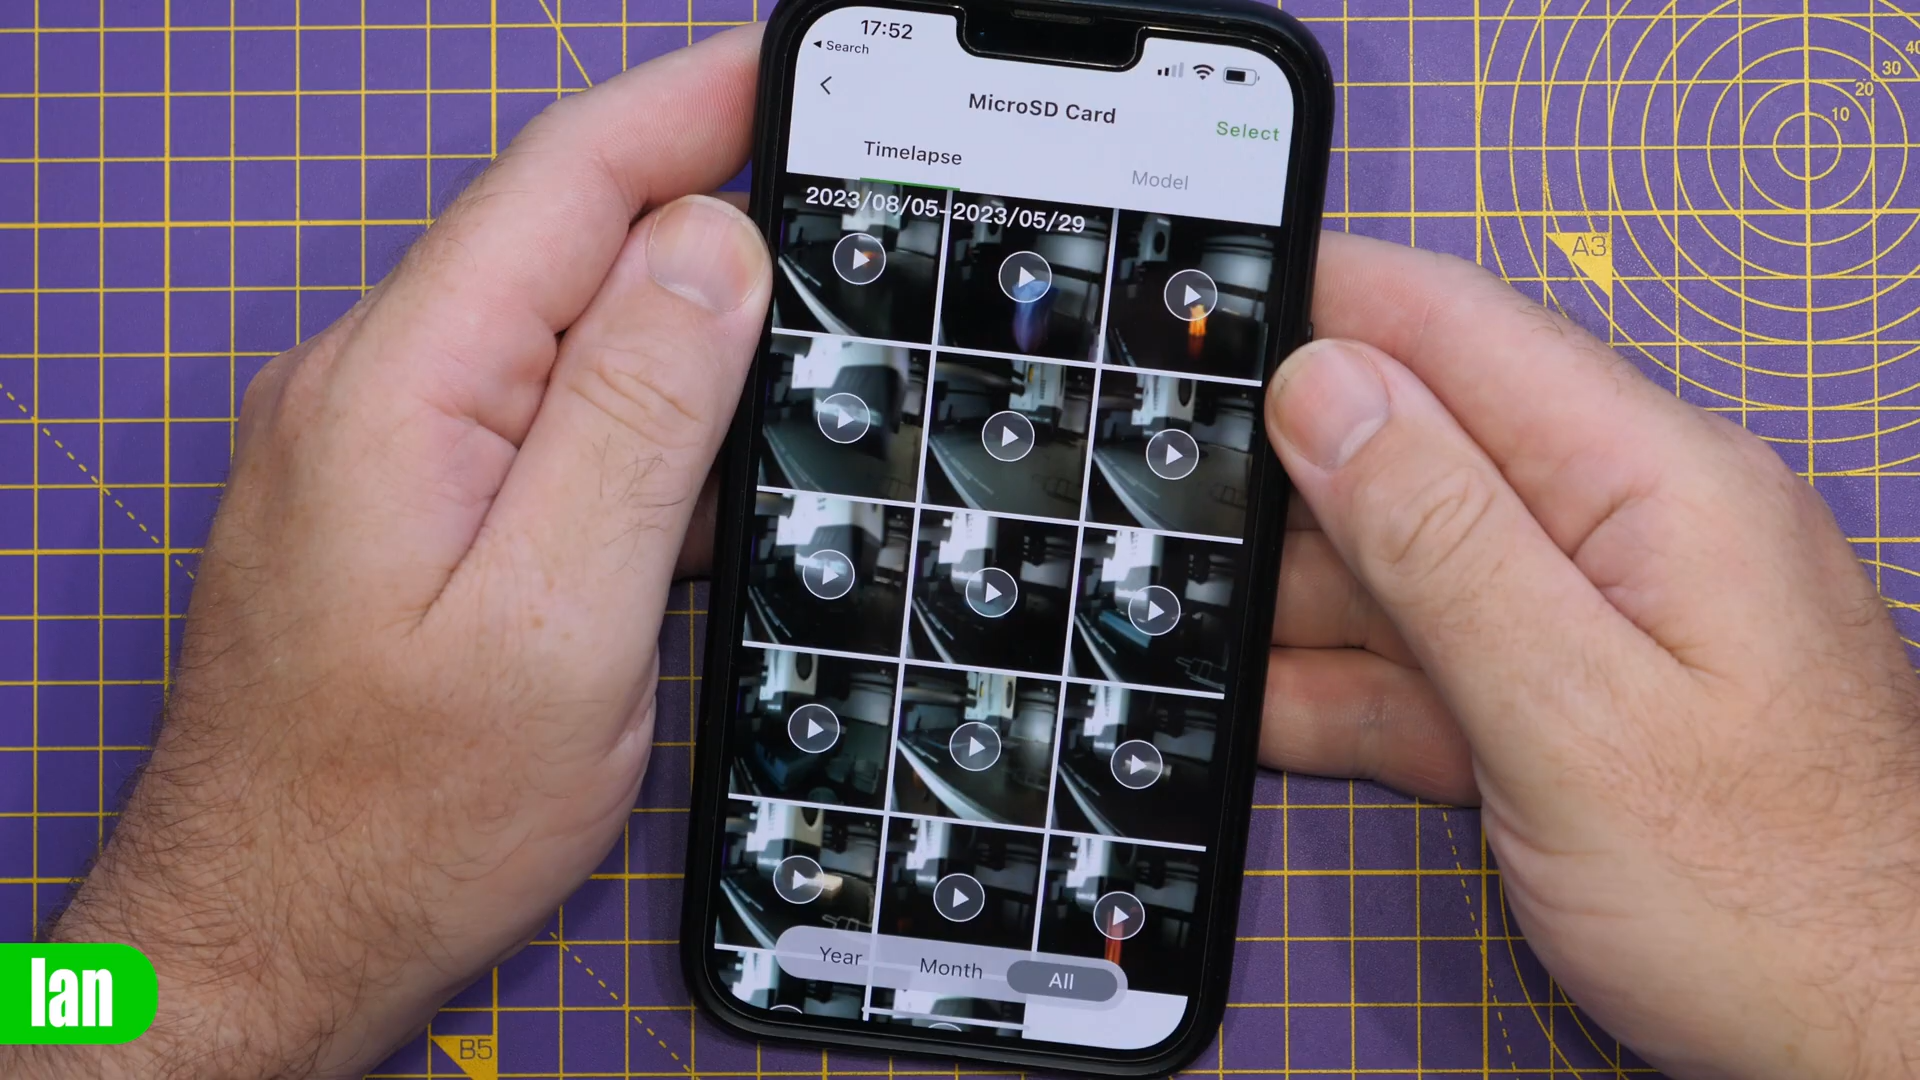 17:52
Search
MicroSD Card
Select
Timelapse
Model
2023/08/05-2023/05/29
Year
Month
All
40
30
20
10
A3
B5
Ian